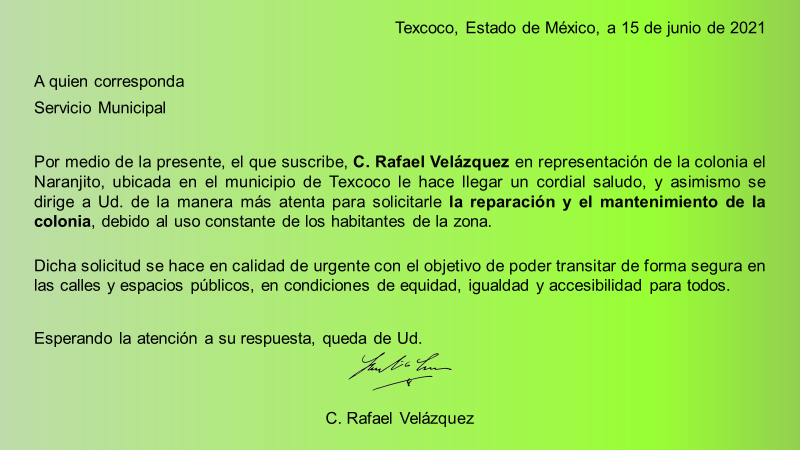 Texcoco, Estado de México, a 15 de junio de 2021
A quien corresponda
Servicio Municipal
Por medio de la presente, el que suscribe, C. Rafael Velázquez en representación de la colonia el
Naranjito, ubicada en el municipio de Texcoco le hace llegar un cordial saludo, y asimismo se
dirige a Ud. de la manera más atenta para solicitarle la reparación y el mantenimiento de la
colonia, debido al uso constante de los habitantes de la zona.
Dicha solicitud se hace en calidad de urgente con el objetivo de poder transitar de forma segura en
las calles y espacios públicos, en condiciones de equidad, igualdad y accesibilidad para todos.
Esperando la atención a su respuesta, queda de Ud.
C. Rafael Velázquez